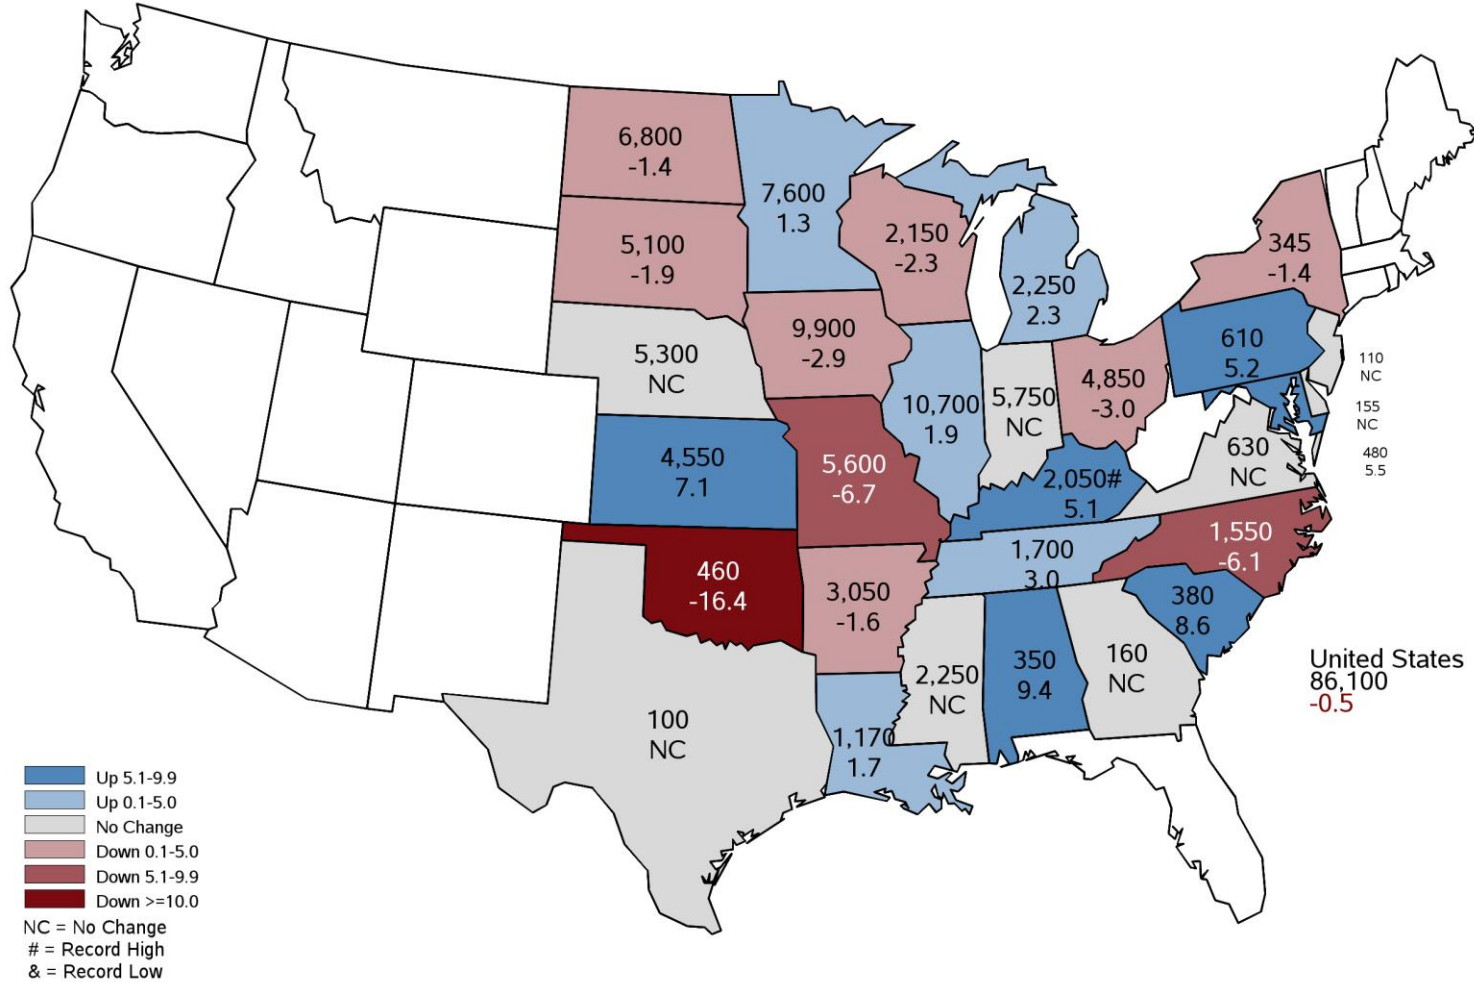 6,800
-1.4
7,600
1.3
5,100
-1.9
2,150
-2.3
2,250
2.3
345
-1.4
9,900
-2.9
5,300
NC
610
5.2
110
NC
4,850
-3.0
10,700
1.9
5,750
NC
155
NC
4,550
7.1
5,600
-6.7
2,050#
5.1
630
NC
480
5.5
1,700
3.0
1,550
-6.1
460
-16.4
3,050
-1.6
380
8.6
2,250
NC
350
9.4
160
NC
United States
86,100
-0.5
100
NC
1,170
1.7
Up 5.1-9.9
Up 0.1-5.0
No Change
Down 0.1-5.0
Down 5.1-9.9
Down >=10.0
NC = No Change
# = Record High
& = Record Low